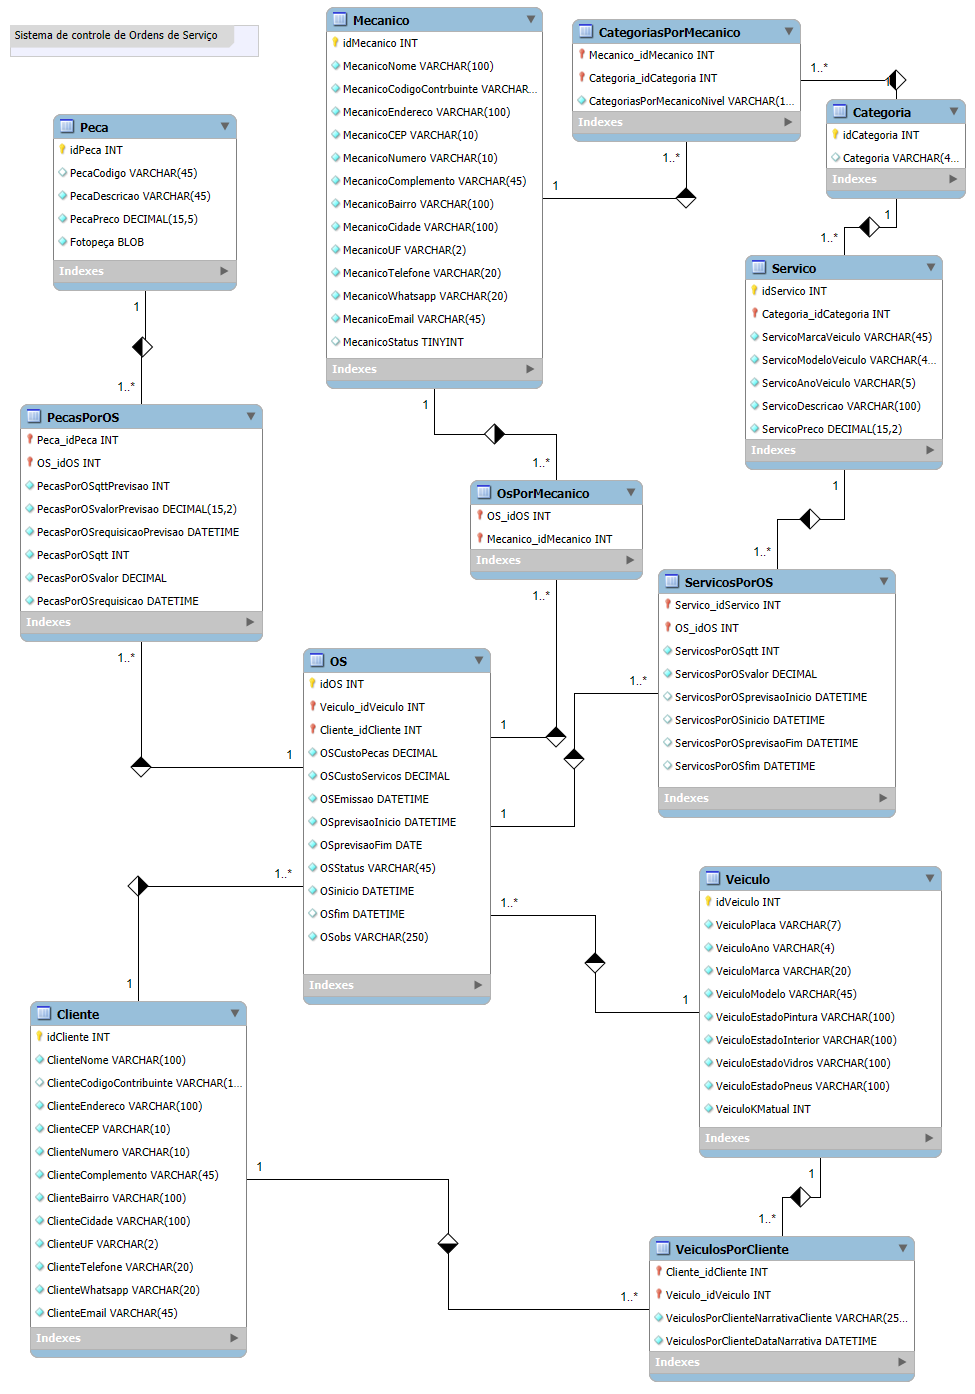 Sistema de controle de Ordens de Serviço
Peca
idPeca INT
PecaCodigo VARCHAR(45)
PecaDescricao VARCHAR(45)
PecaPreco DECIMAL(15,5)
Fotopeça BLOB
Indexes
1
1..*
PecasPorOS
Peca_idPeca INT
OS_idOS INT
PecasPorOSqttPrevisao INT
PecasPorOSvalorPrevisao DECIMAL(15,2)
PecasPorOSrequisicaoPrevisao DATETIME
PecasPorOSqtt INT
PecasPorOSvalor DECIMAL
PecasPorOSrequisicao DATETIME
Indexes
1..*
1
Mecanico
idMecanico INT
MecanicoNome VARCHAR(100)
MecanicoCodigoContrbuinte VARCHAR...
MecanicoEndereco VARCHAR(100)
MecanicoCEP VARCHAR(10)
MecanicoNumero VARCHAR(10)
MecanicoComplemento VARCHAR(45)
MecanicoBairro VARCHAR(100)
MecanicoCidade VARCHAR(100)
MecanicoUF VARCHAR(2)
MecanicoTelefone VARCHAR(20)
MecanicoWhatsapp VARCHAR(20)
MecanicoEmail VARCHAR(45)
MecanicoStatus TINYINT
Indexes
1
1..*
1
1..*
CategoriasPorMecanico
Mecanico_idMecanico INT
Categoria_idCategoria INT
CategoriasPorMecanicoNivel VARCHAR(1...
Indexes
1..*
1
Categoria
idCategoria INT
Categoria VARCHAR(4...
Indexes
1
1..*
Servico
idServico INT
Categoria_idCategoria INT
ServicoMarcaVeiculo VARCHAR(45)
ServicoModeloVeiculo VARCHAR(4...
ServicoAnoVeiculo VARCHAR(5)
ServicoDescricao VARCHAR(100)
ServicoPreco DECIMAL(15,2)
Indexes
1
1..*
OsPorMecanico
OS_idOS INT
Mecanico_idMecanico INT
Indexes
1..*
1
ServicosPorOS
Servico_idServico INT
OS_idOS INT
ServicosPorOSqtt INT
ServicosPorOSvalor DECIMAL
ServicosPorOSprevisaoInicio DATETIME
ServicosPorOSinicio DATETIME
ServicosPorOSprevisaoFim DATETIME
ServicosPorOSfim DATETIME
Indexes
1..*
1
OS
idOS INT
Veiculo_idVeiculo INT
Cliente_idCliente INT
OSCustoPecas DECIMAL
OSCustoServicos DECIMAL
OSEmissao DATETIME
OSprevisaoInicio DATETIME
OSprevisaoFim DATE
OSStatus VARCHAR(45)
OSinicio DATETIME
OSfim DATETIME
OSobs VARCHAR(250)
Indexes
1..*
1
1..*
1
Veiculo
idVeiculo INT
VeiculoPlaca VARCHAR(7)
VeiculoAno VARCHAR(4)
VeiculoMarca VARCHAR(20)
VeiculoModelo VARCHAR(45)
VeiculoEstadoPintura VARCHAR(100)
VeiculoEstadoInterior VARCHAR(100)
VeiculoEstadoVidros VARCHAR(100)
VeiculoEstadoPneus VARCHAR(100)
VeiculoKMatual INT
Indexes
1
1..*
Cliente
idCliente INT
ClienteNome VARCHAR(100)
ClienteCodigoContribuinte VARCHAR(1...
ClienteEndereco VARCHAR(100)
ClienteCEP VARCHAR(10)
ClienteNumero VARCHAR(10)
ClienteComplemento VARCHAR(45)
ClienteBairro VARCHAR(100)
ClienteCidade VARCHAR(100)
ClienteUF VARCHAR(2)
ClienteTelefone VARCHAR(20)
ClienteWhatsapp VARCHAR(20)
ClienteEmail VARCHAR(45)
Indexes
1
1..*
VeiculosPorCliente
Cliente_idCliente INT
Veiculo_idVeiculo INT
VeiculosPorClienteNarrativaCliente VARCHAR(25...
VeiculosPorClienteDataNarrativa DATETIME
Indexes